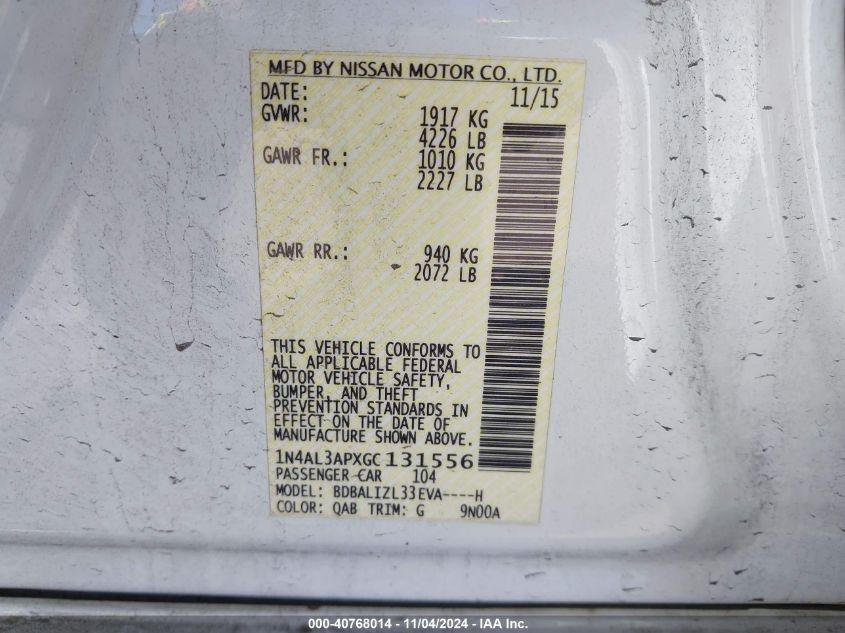 MFD BY NISSAN MOTOR CO., LTD.
DATE: 11/15
GVWR: 1917 KG
4226 LB
GAWR FR.: 1010 KG
2227 LB
GAWR RR.: 940 KG
2072 LB
THIS VEHICLE CONFORMS TO
ALL APPLICABLE FEDERAL
MOTOR VEHICLE SAFETY,
BUMPER, AND THEFT
PREVENTION STANDARDS IN
EFFECT ON THE DATE OF
MANUFACTURE SHOWN ABOVE.
1N4AL3APXGC131556
PASSENGER CAR 104
MODEL: BDBALIZL33EVA----H
COLOR: QAB TRIM: G 9N00A
000-40768014 - 11/04/2024 - IAA Inc.